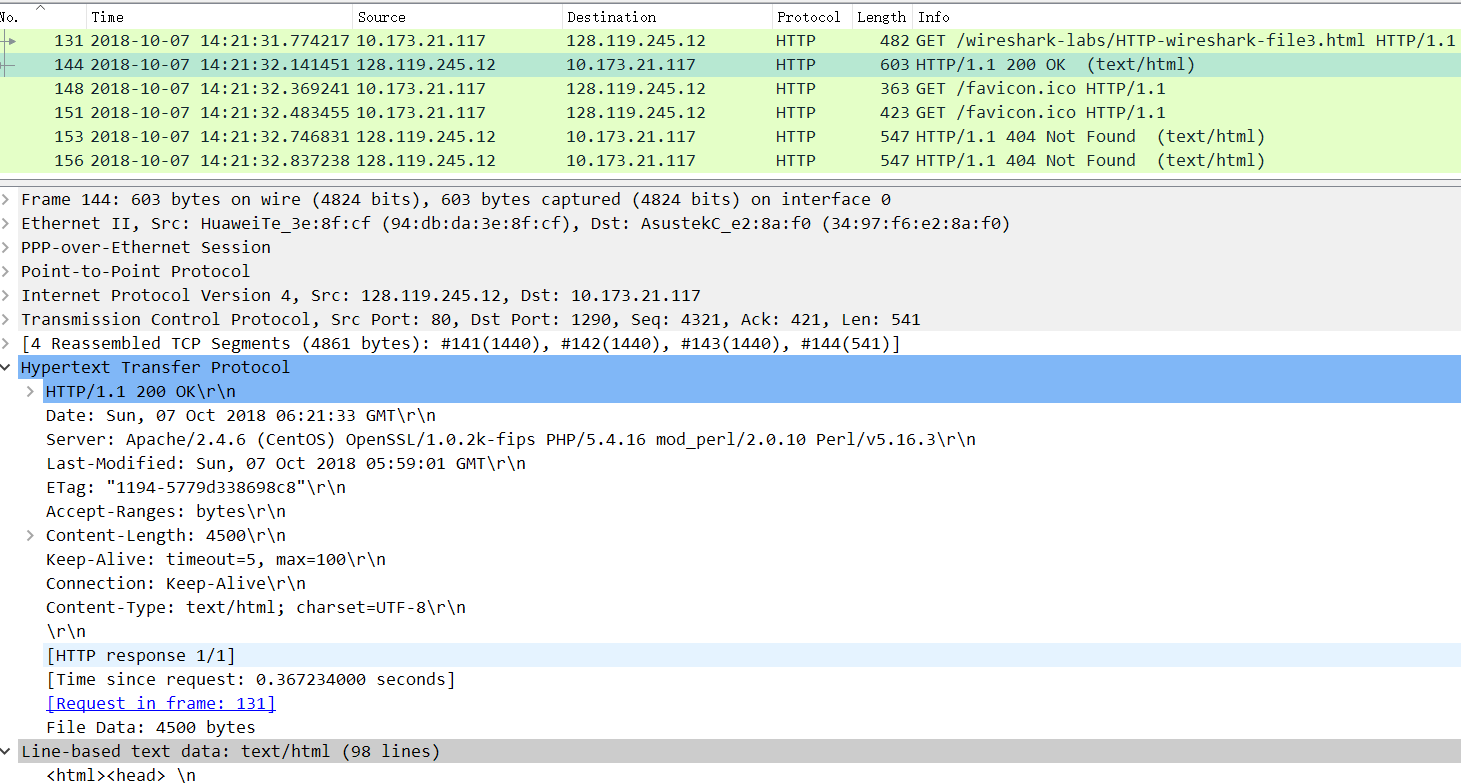 No. Time Source Destination Protocol Length Info
131 2018-10-07 14:21:31.774217 10.173.21.117 128.119.245.12 HTTP 482 GET /wireshark-labs/HTTP-wireshark-file3.html HTTP/1.1
144 2018-10-07 14:21:32.141451 128.119.245.12 10.173.21.117 HTTP 603 HTTP/1.1 200 OK (text/html)
148 2018-10-07 14:21:32.369241 10.173.21.117 128.119.245.12 HTTP 363 GET /favicon.ico HTTP/1.1
151 2018-10-07 14:21:32.483455 10.173.21.117 128.119.245.12 HTTP 423 GET /favicon.ico HTTP/1.1
153 2018-10-07 14:21:32.746831 128.119.245.12 10.173.21.117 HTTP 547 HTTP/1.1 404 Not Found (text/html)
156 2018-10-07 14:21:32.837238 128.119.245.12 10.173.21.117 HTTP 547 HTTP/1.1 404 Not Found (text/html)
Frame 144: 603 bytes on wire (4824 bits), 603 bytes captured (4824 bits) on interface 0
Ethernet II, Src: HuaweiTe_3e:8f:cf (94:db:da:3e:8f:cf), Dst: AsustekC_e2:8a:f0 (34:97:f6:e2:8a:f0)
PPP-over-Ethernet Session
Point-to-Point Protocol
Internet Protocol Version 4, Src: 128.119.245.12, Dst: 10.173.21.117
Transmission Control Protocol, Src Port: 80, Dst Port: 1290, Seq: 4321, Ack: 421, Len: 541
[4 Reassembled TCP Segments (4861 bytes): #141(1440), #142(1440), #143(1440), #144(541)]
Hypertext Transfer Protocol
HTTP/1.1 200 OK\r\n
Date: Sun, 07 Oct 2018 06:21:33 GMT\r\n
Server: Apache/2.4.6 (CentOS) OpenSSL/1.0.2k-fips PHP/5.4.16 mod_perl/2.0.10 Perl/v5.16.3\r\n
Last-Modified: Sun, 07 Oct 2018 05:59:01 GMT\r\n
ETag: "1194-5779d338698c8"\r\n
Accept-Ranges: bytes\r\n
Content-Length: 4500\r\n
Keep-Alive: timeout=5, max=100\r\n
Connection: Keep-Alive\r\n
Content-Type: text/html; charset=UTF-8\r\n
\r\n
[HTTP response 1/1]
[Time since request: 0.367234000 seconds]
[Request in frame: 131]
File Data: 4500 bytes
Line-based text data: text/html (98 lines)
<html><head> \n